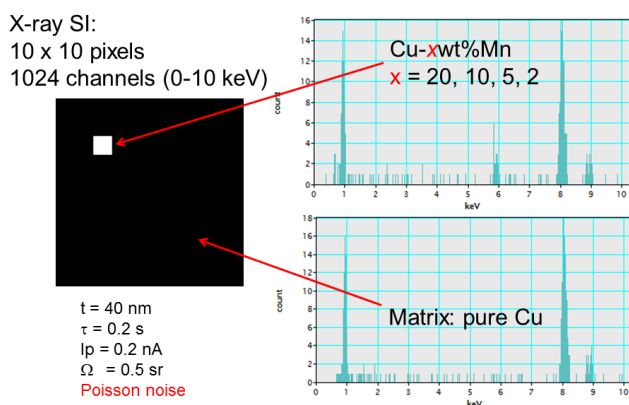 X-ray SI:
10 x 10 pixels
1024 channels (0-10 keV)
t = 40 nm
τ = 0.2 s
Ip = 0.2 nA
Ω = 0.5 sr
Poisson noise
16
14
12
10
8
6
4
2
0
count
0 1 2 3 4 5 6 7 8 9 10
keV
Cu-xwt%Mn
x = 20, 10, 5, 2
18
16
14
12
10
8
6
4
2
0
count
0 1 2 3 4 5 6 7 8 9 10
keV
Matrix: pure Cu